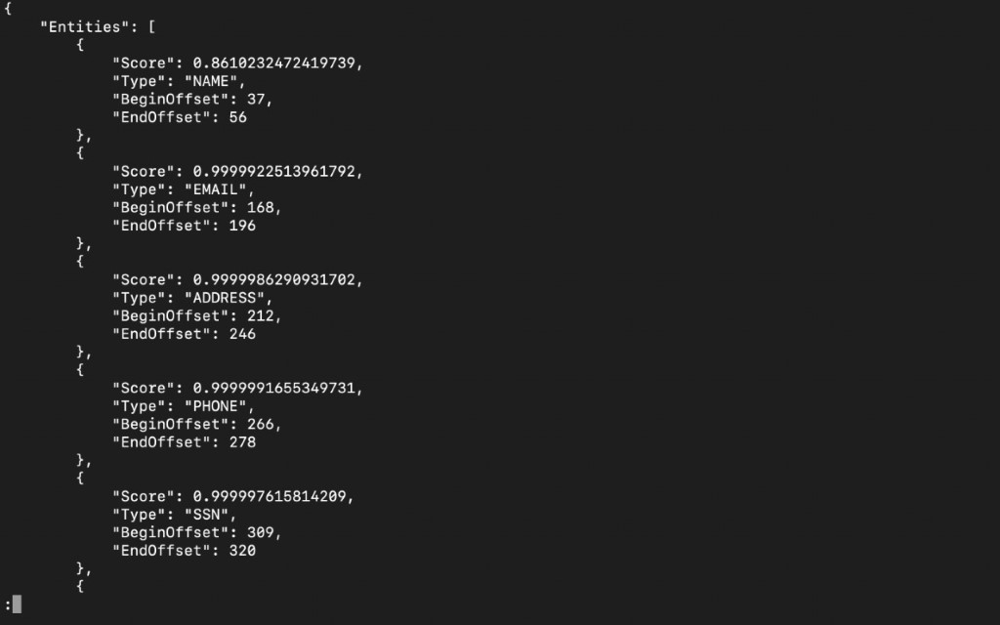 {
    "Entities": [
        {
            "Score": 0.8610232472419739,
            "Type": "NAME",
            "BeginOffset": 37,
            "EndOffset": 56
        },
        {
            "Score": 0.9999922513961792,
            "Type": "EMAIL",
            "BeginOffset": 168,
            "EndOffset": 196
        },
        {
            "Score": 0.9999986290931702,
            "Type": "ADDRESS",
            "BeginOffset": 212,
            "EndOffset": 246
        },
        {
            "Score": 0.9999991655349731,
            "Type": "PHONE",
            "BeginOffset": 266,
            "EndOffset": 278
        },
        {
            "Score": 0.999997615814209,
            "Type": "SSN",
            "BeginOffset": 309,
            "EndOffset": 320
        },
        {
: